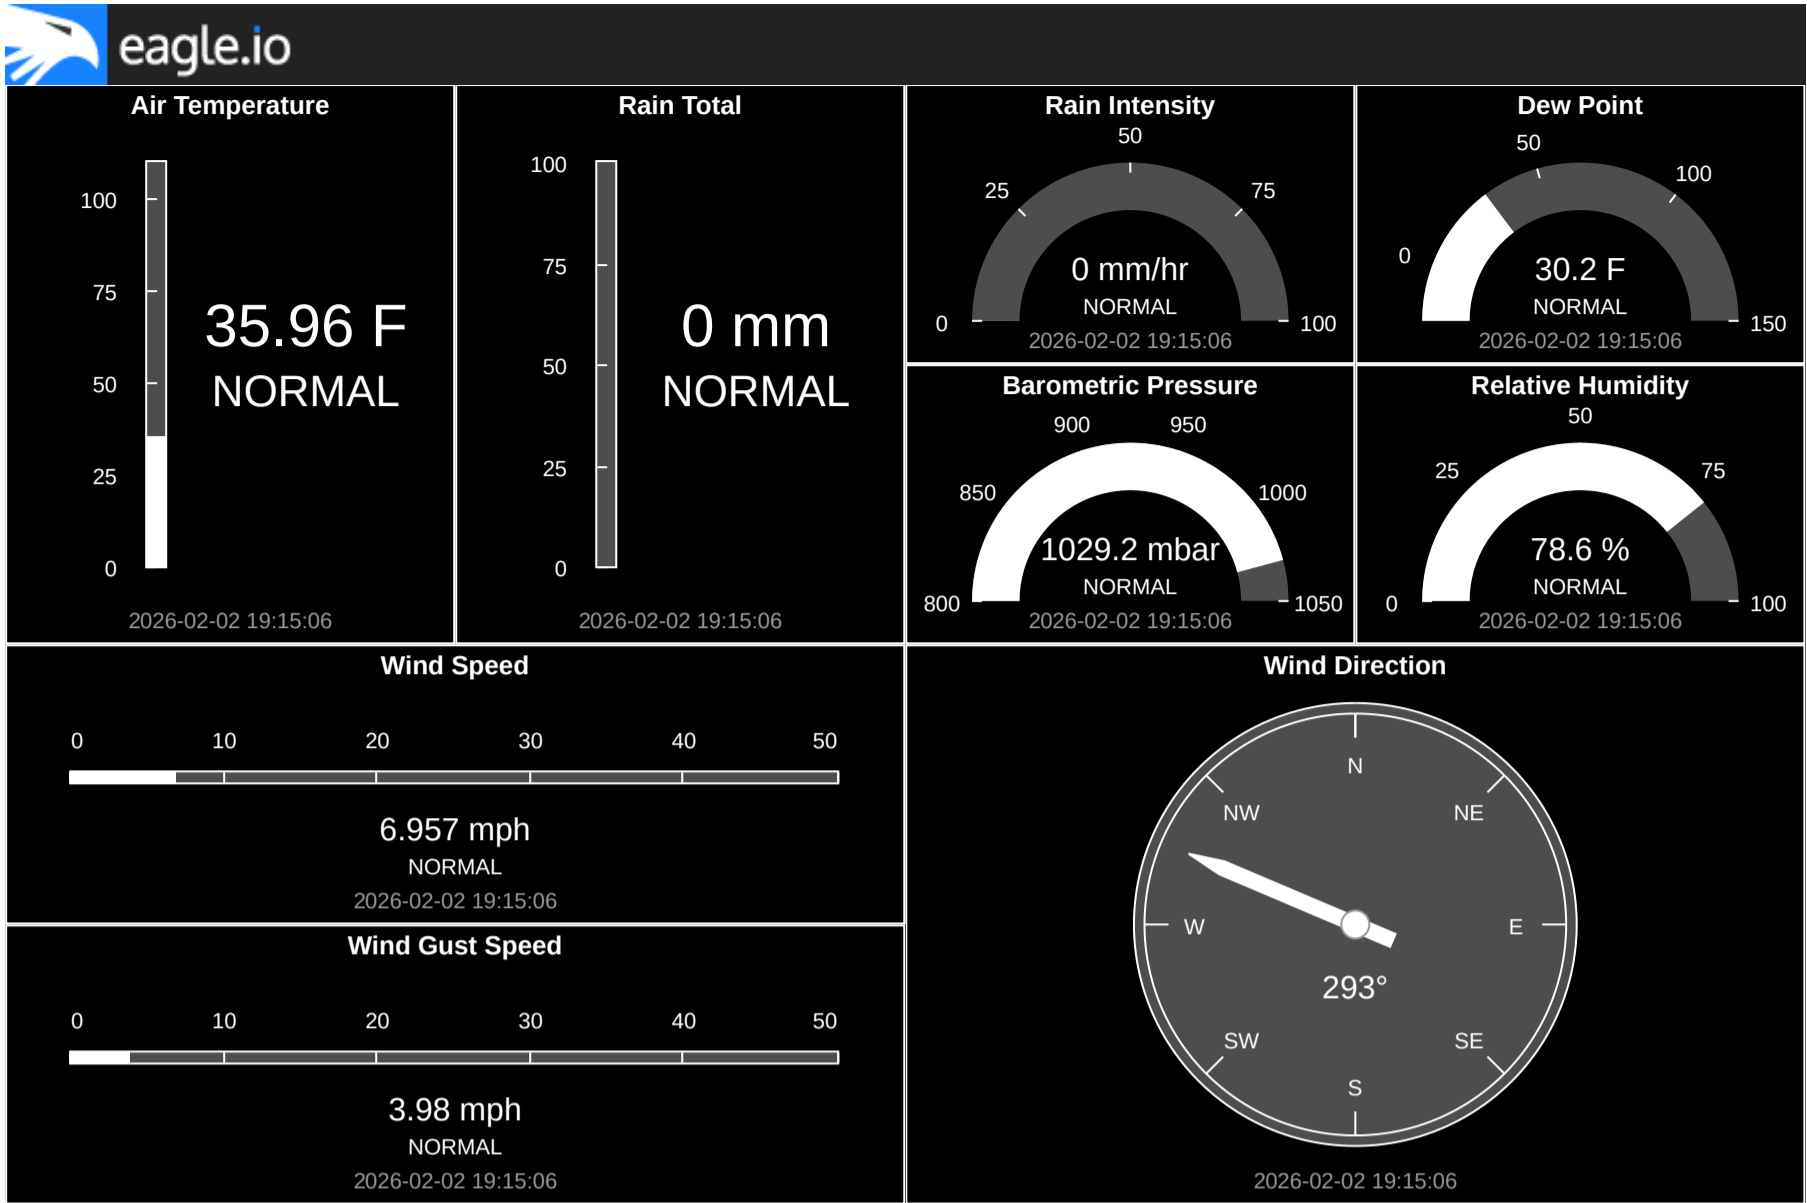 eagle.io
Air Temperature
100
75
50
25
0
35.96 F
NORMAL
2026-02-02 19:15:06
Rain Total
100
75
50
25
0
0 mm
NORMAL
2026-02-02 19:15:06
Rain Intensity
50
25
75
0
100
0 mm/hr
NORMAL
2026-02-02 19:15:06
Dew Point
50
100
0
150
30.2 F
NORMAL
2026-02-02 19:15:06
Barometric Pressure
900 950
850 1000
800 1050
1029.2 mbar
NORMAL
2026-02-02 19:15:06
Relative Humidity
50
25 75
0 100
78.6 %
NORMAL
2026-02-02 19:15:06
Wind Speed
0 10 20 30 40 50
6.957 mph
NORMAL
2026-02-02 19:15:06
Wind Gust Speed
0 10 20 30 40 50
3.98 mph
NORMAL
2026-02-02 19:15:06
Wind Direction
N
NW NE
W E
293°
SW SE
S
2026-02-02 19:15:06